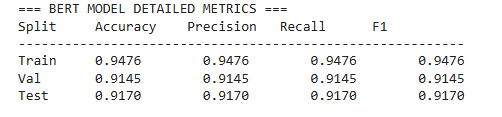 === BERT MODEL DETAILED METRICS ===
Split Accuracy Precision Recall F1
------------------------------------------------------------
Train 0.9476 0.9476 0.9476 0.9476
Val 0.9145 0.9145 0.9145 0.9145
Test 0.9170 0.9170 0.9170 0.9170